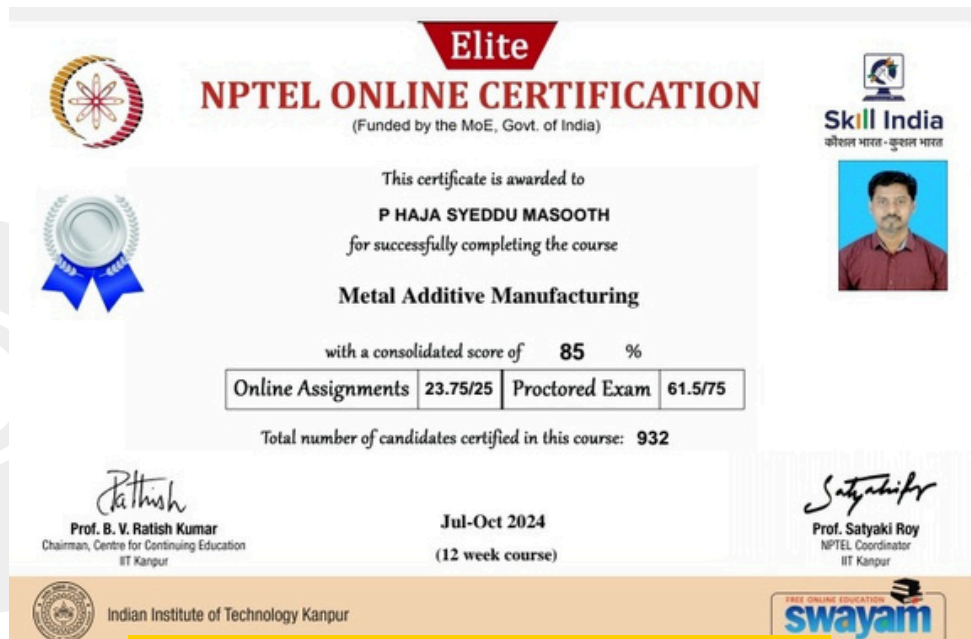 Elite
NPTEL ONLINE CERTIFICATION
(Funded by the MoE, Govt. of India)
Skill India
कौशल भारत - कुशल भारत
This certificate is awarded to
P HAJA SYEDDU MASOOTH
for successfully completing the course
Metal Additive Manufacturing
with a consolidated score of 85 %
Online Assignments 23.75/25 Proctored Exam 61.5/75
Total number of candidates certified in this course: 932
Prof. B. V. Ratish Kumar
Chairman, Centre for Continuing Education
IIT Kanpur
Jul-Oct 2024
(12 week course)
Prof. Satyaki Roy
NPTEL Coordinator
IIT Kanpur
Indian Institute of Technology Kanpur
FREE ONLINE EDUCATION
swayam